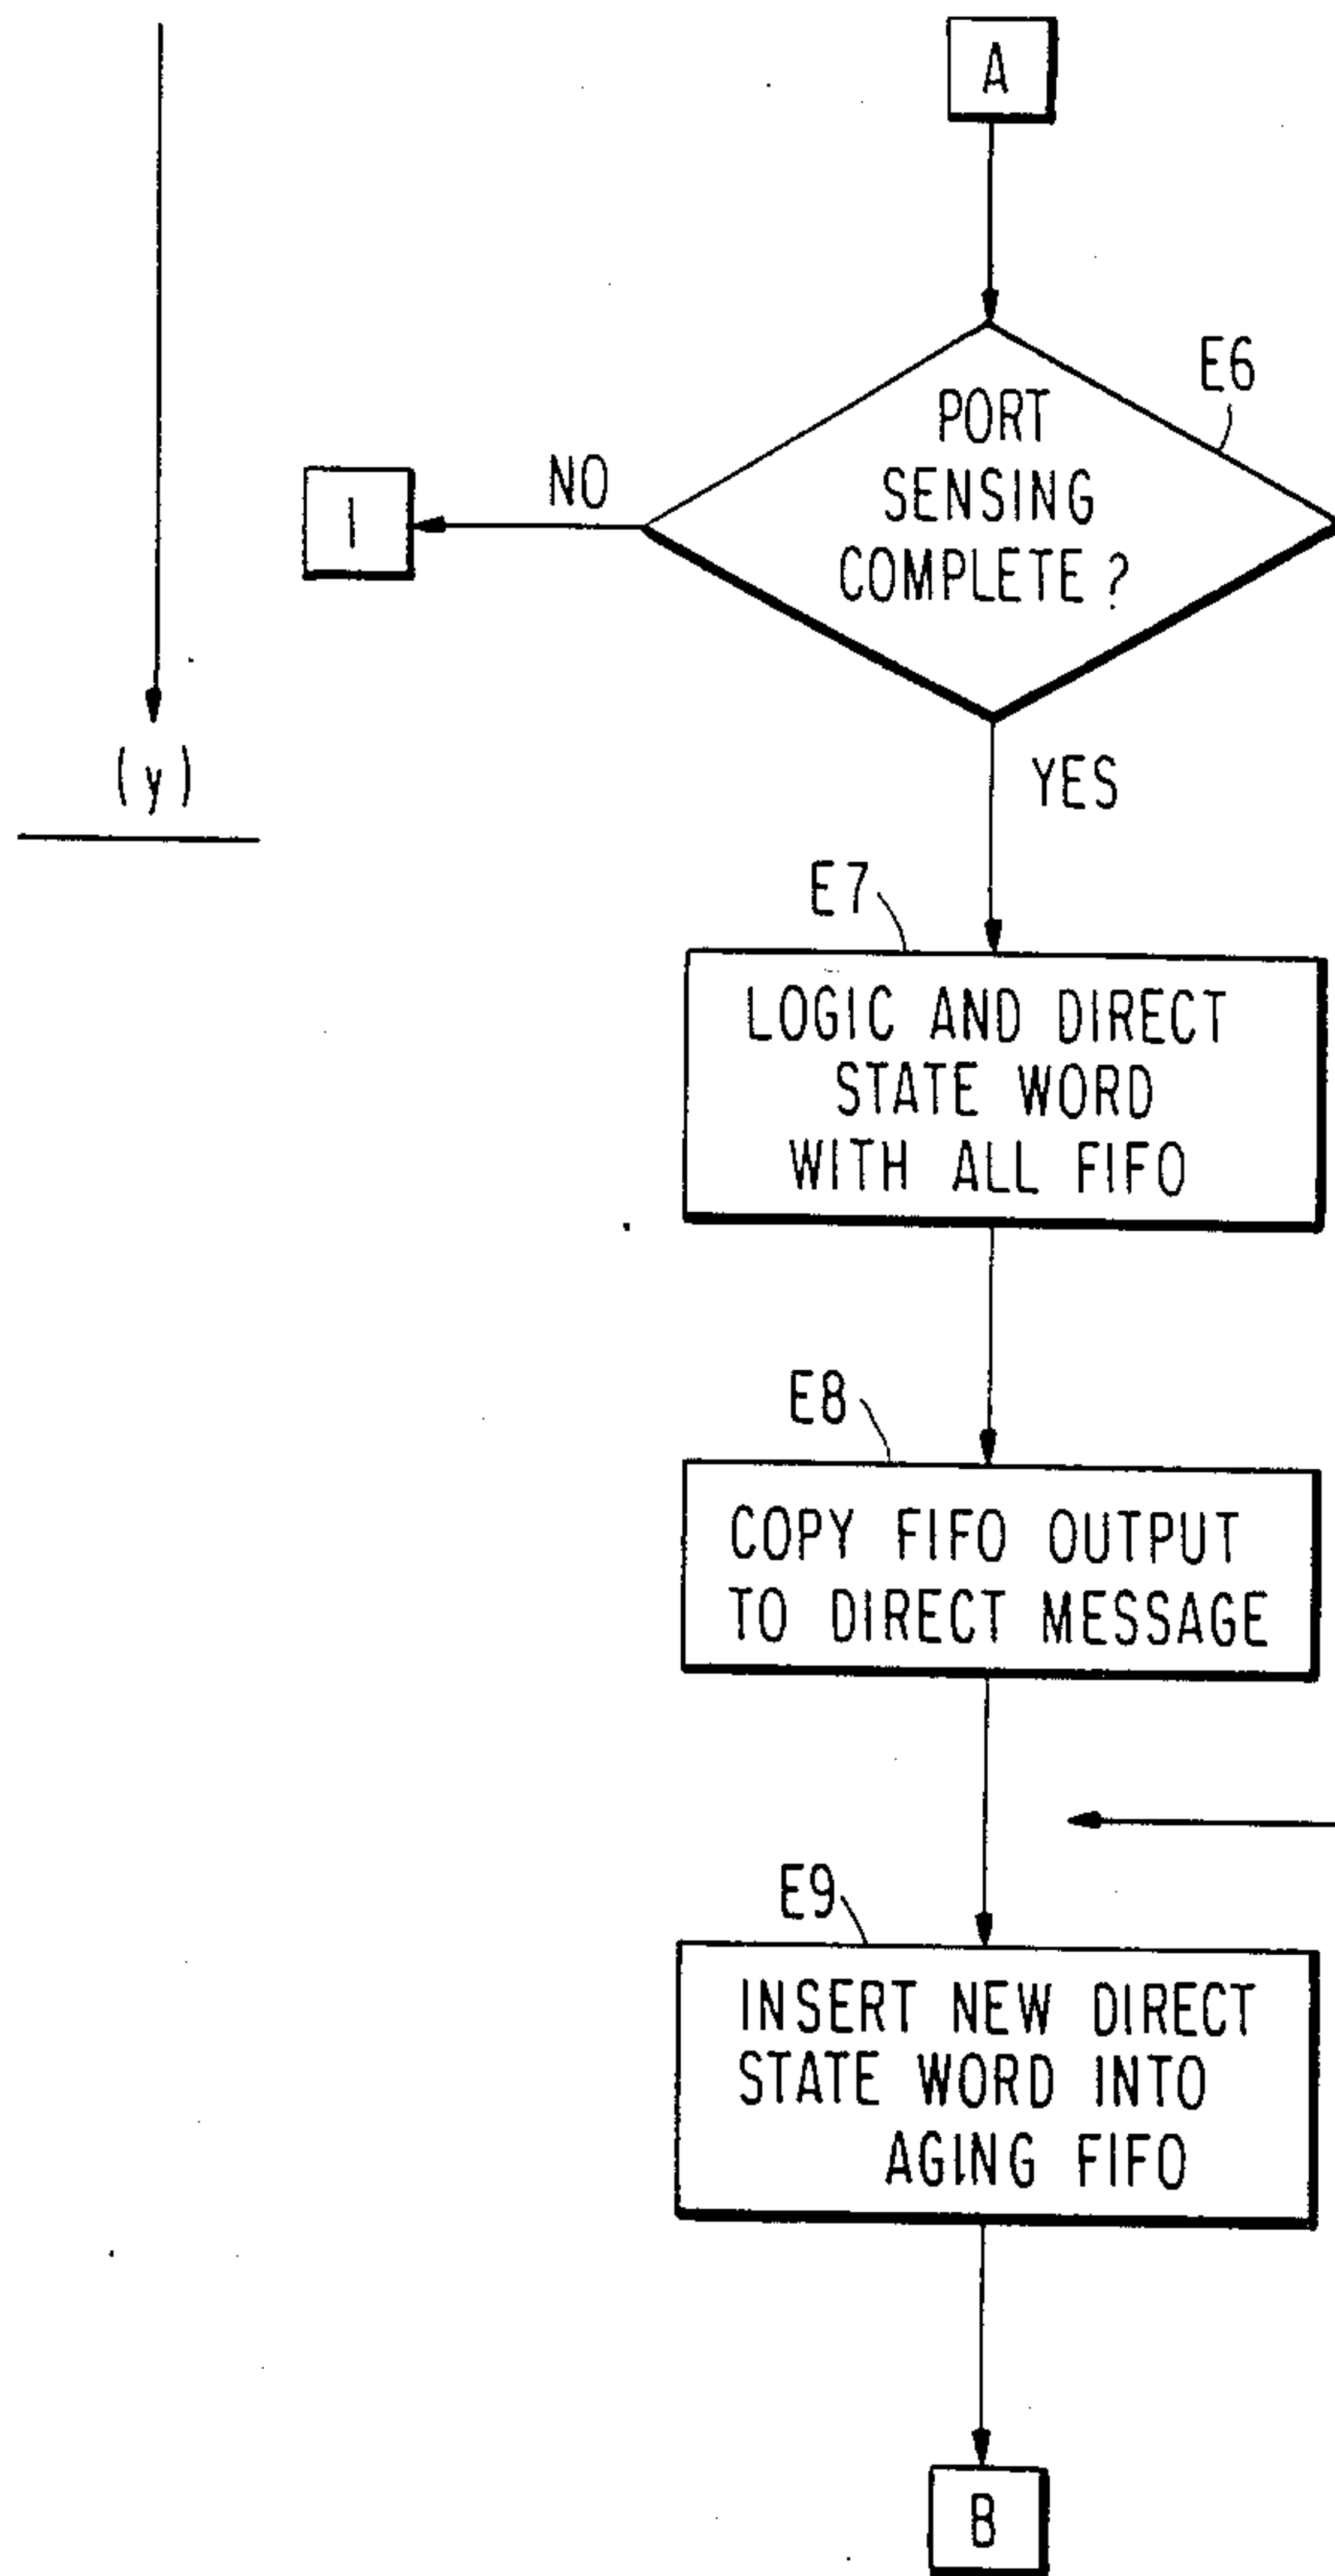 A
E6
PORT
SENSING
COMPLETE ?
NO
1
(y)
YES
E7
LOGIC AND DIRECT
STATE WORD
WITH ALL FIFO
E8
COPY FIFO OUTPUT
TO DIRECT MESSAGE
E9
INSERT NEW DIRECT
STATE WORD INTO
AGING FIFO
B